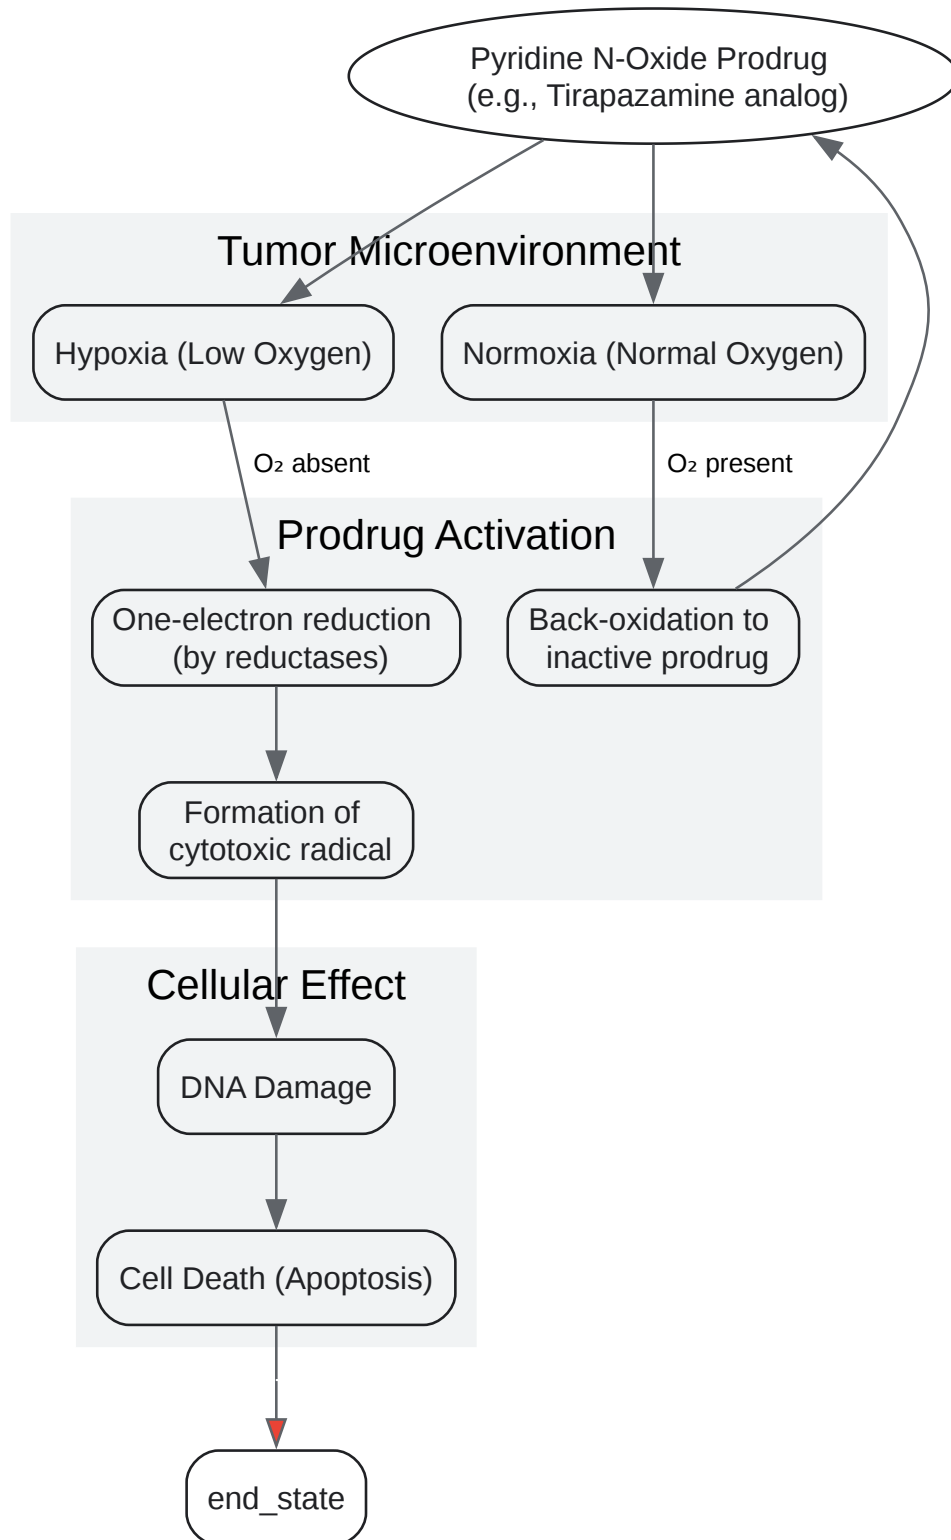 Pyridine N-Oxide Prodrug
(e.g., Tirapazamine analog)
Tumor Microenvironment
Hypoxia (Low Oxygen)
Normoxia (Normal Oxygen)
O₂ absent
O₂ present
Prodrug Activation
One-electron reduction
(by reductases)
Back-oxidation to
inactive prodrug
Formation of
cytotoxic radical
Cellular Effect
DNA Damage
Cell Death (Apoptosis)
end_state